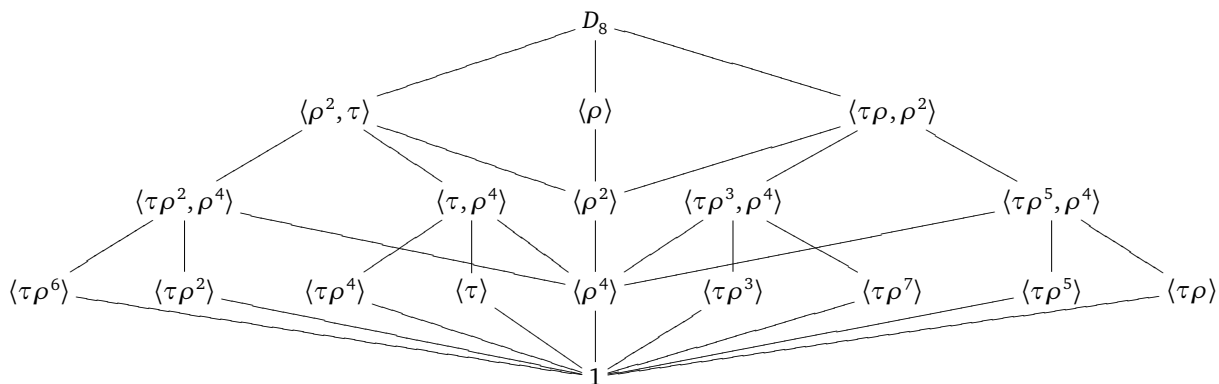 D₈
⟨ρ², τ⟩ ⟨ρ⟩ ⟨τρ, ρ²⟩
⟨τρ², ρ⁴⟩ ⟨τ, ρ⁴⟩ ⟨ρ²⟩ ⟨τρ³, ρ⁴⟩ ⟨τρ⁵, ρ⁴⟩
⟨τρ⁶⟩ ⟨τρ²⟩ ⟨τρ⁴⟩ ⟨τ⟩ ⟨ρ⁴⟩ ⟨τρ³⟩ ⟨τρ⁷⟩ ⟨τρ⁵⟩ ⟨τρ⟩
1